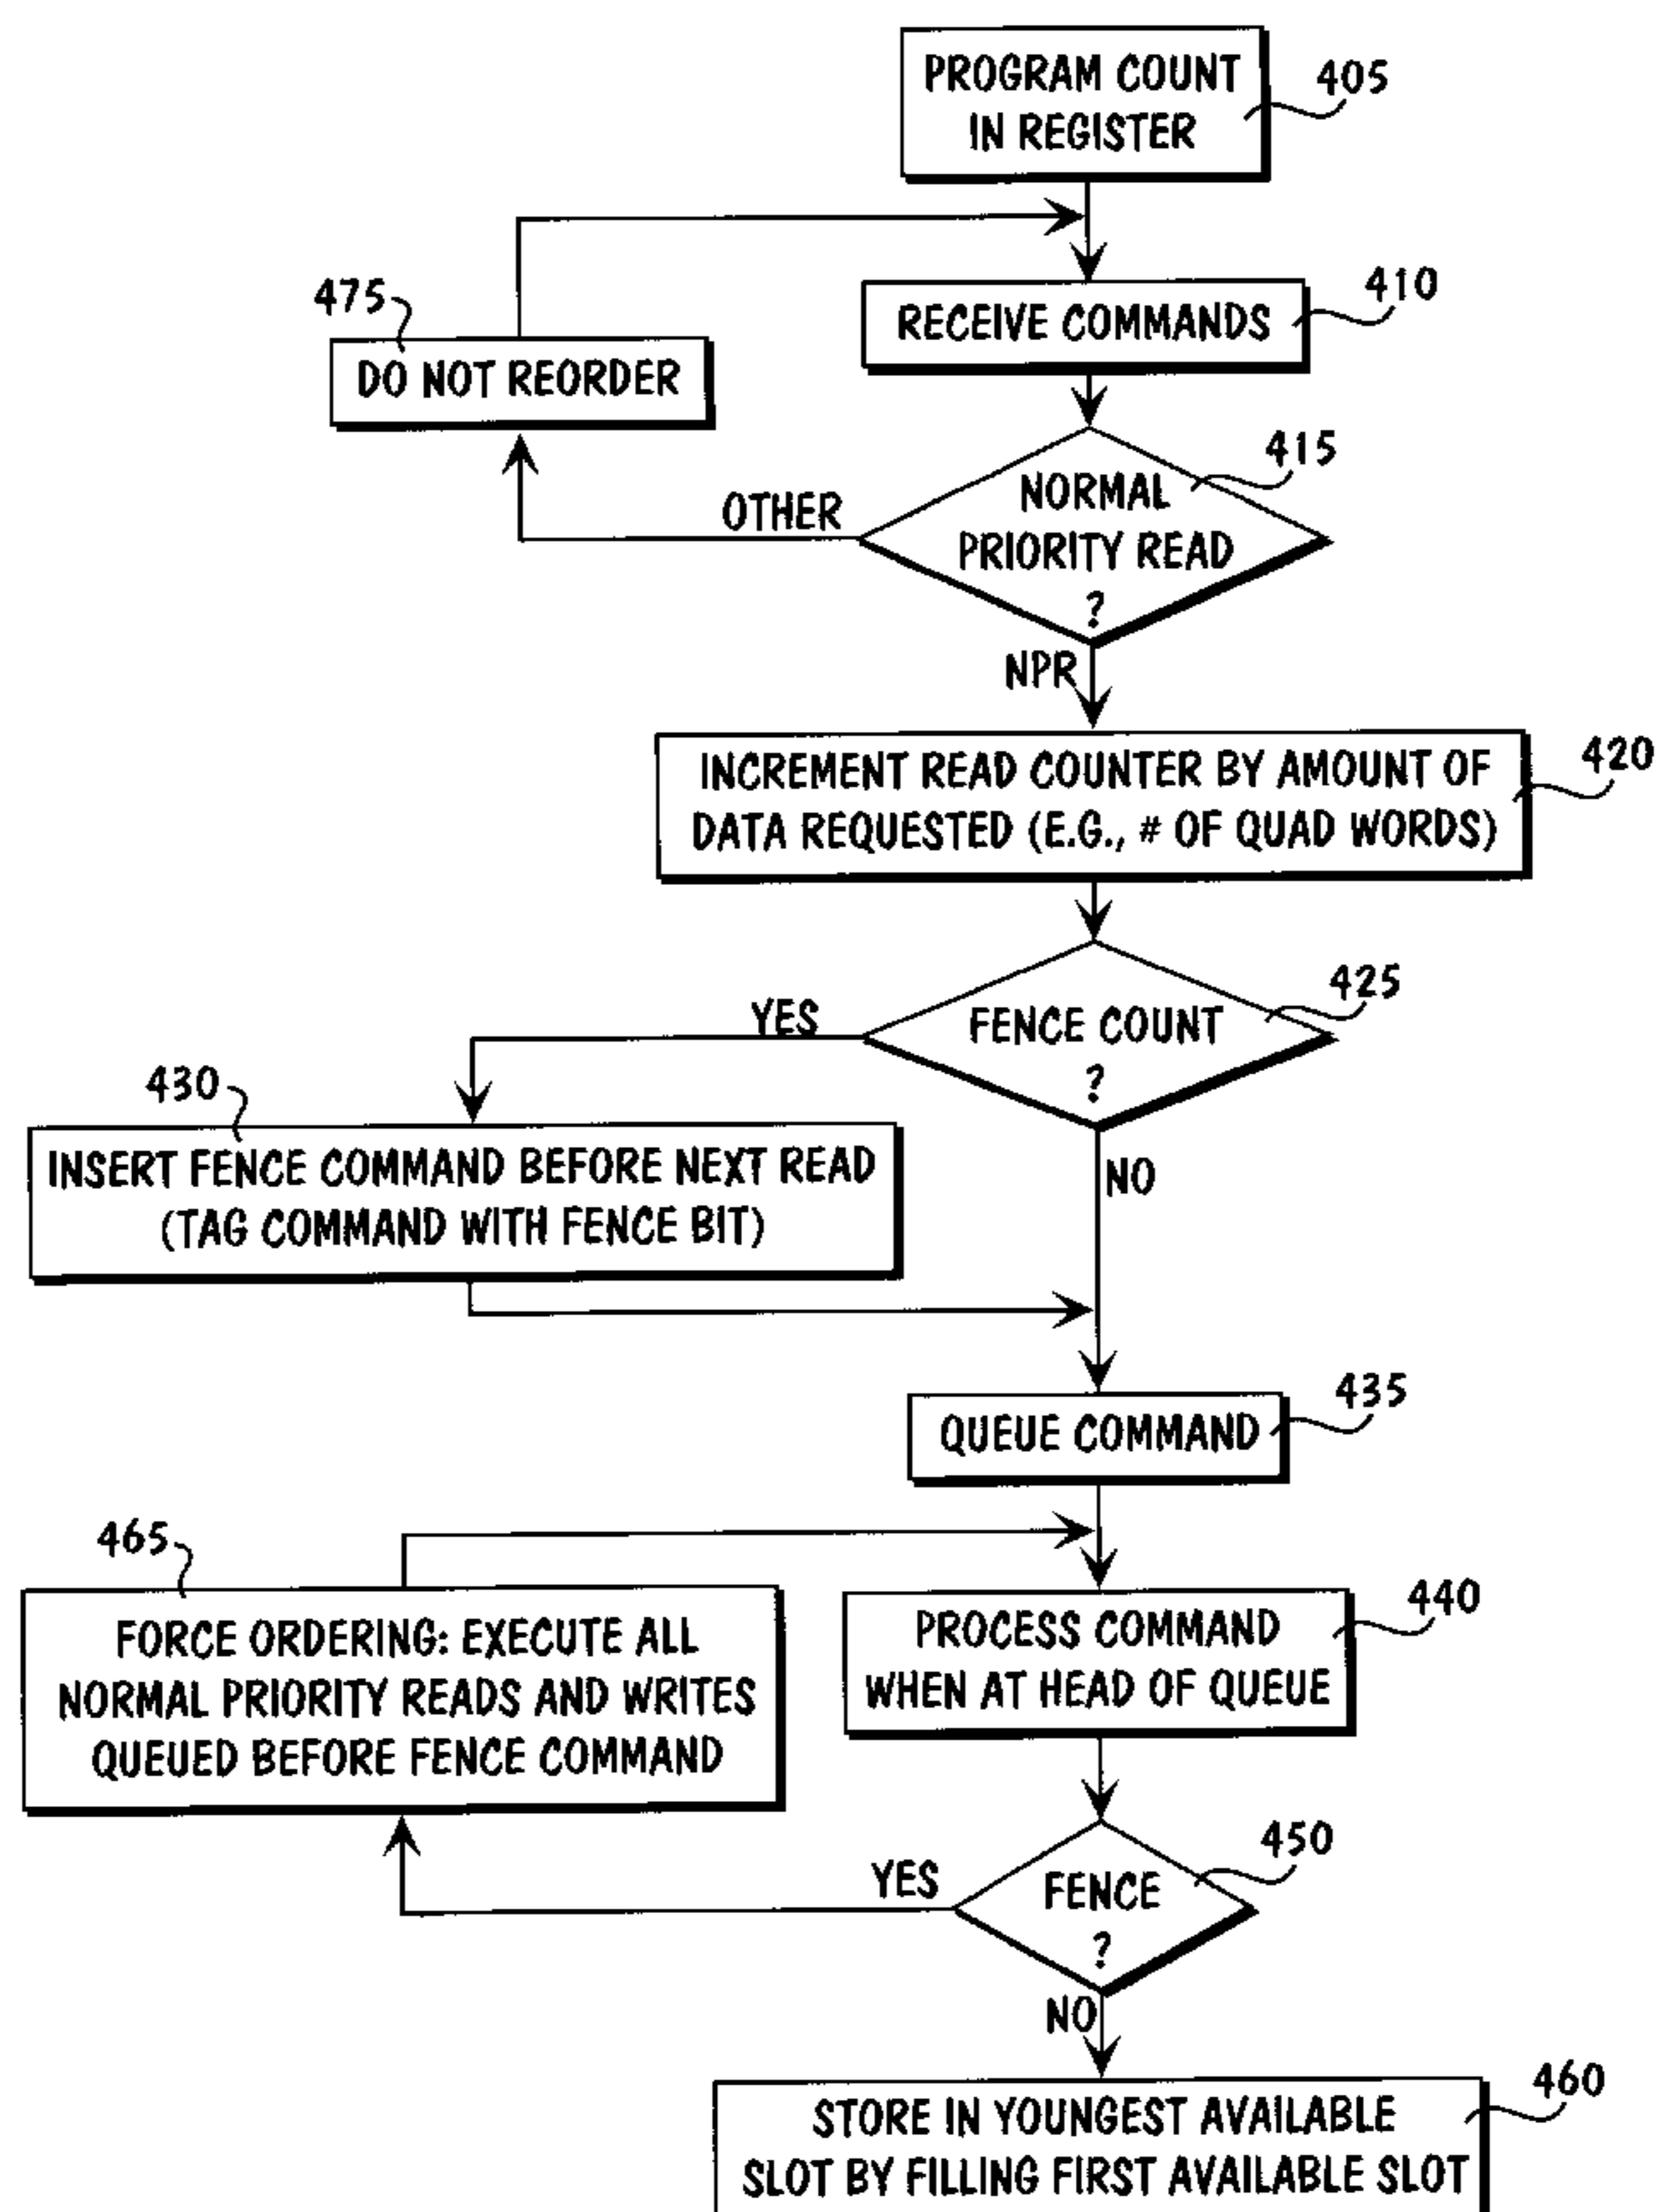 PROGRAM COUNT
IN REGISTER
405
475
RECEIVE COMMANDS
410
DO NOT REORDER
415
NORMAL
PRIORITY READ
?
OTHER
NPR
INCREMENT READ COUNTER BY AMOUNT OF
DATA REQUESTED (E.G., # OF QUAD WORDS)
420
425
FENCE COUNT
?
YES
NO
430
INSERT FENCE COMMAND BEFORE NEXT READ
(TAG COMMAND WITH FENCE BIT)
QUEUE COMMAND
435
465
FORCE ORDERING: EXECUTE ALL
NORMAL PRIORITY READS AND WRITES
QUEUED BEFORE FENCE COMMAND
PROCESS COMMAND
WHEN AT HEAD OF QUEUE
440
450
FENCE
?
YES
NO
STORE IN YOUNGEST AVAILABLE
SLOT BY FILLING FIRST AVAILABLE SLOT
460